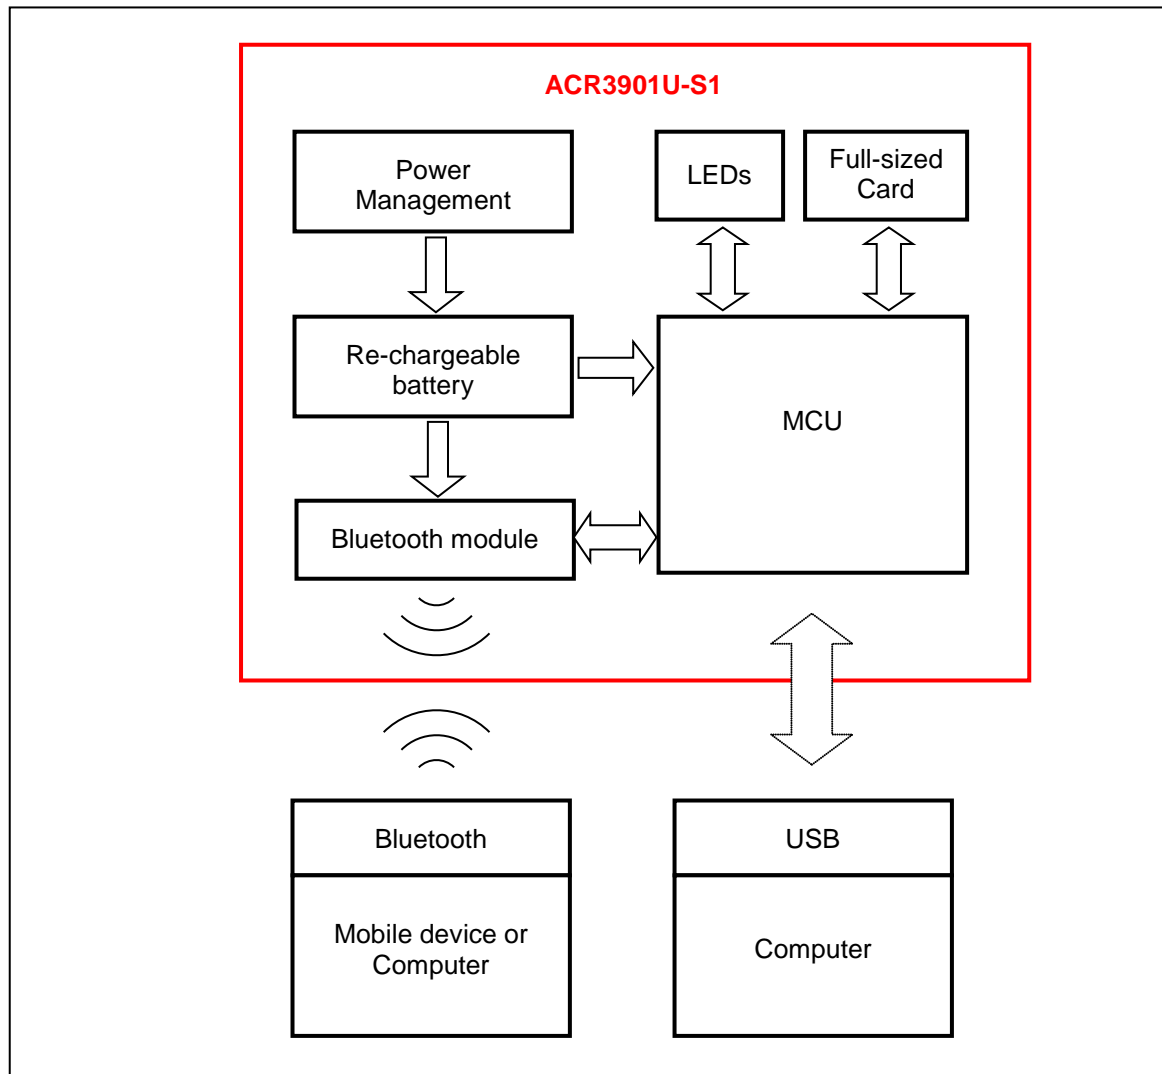 ACR3901U-S1
Power
Management
LEDs
Full-sized
Card
Re-chargeable
battery
MCU
Bluetooth module
Bluetooth
Mobile device or
Computer
USB
Computer